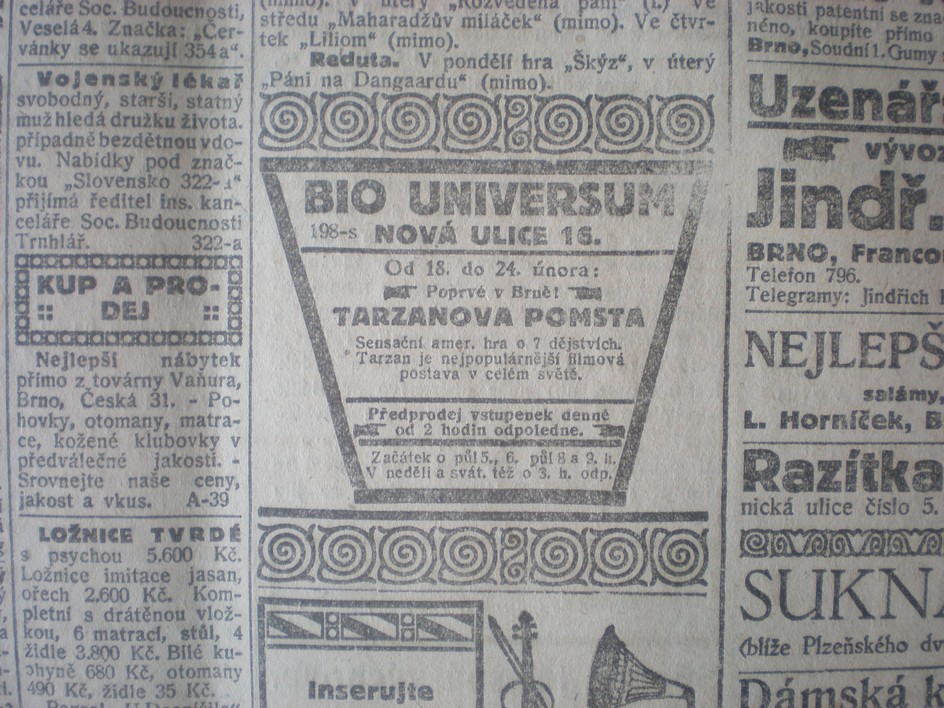 celáře Soc. Budoucnosti,
Veselá 4. Značka: „Čer-
vánky se ukazují 354a".
Vojenský lékař
svobodný, starší, statný
muž hledá družku života.
případně bezdětnou vdo-
vu. Nabídky pod znač-
kou „Slovensko 322-a"
přijímá ředitel ins. kan-
celáře Soc. Budoucnosti
Trnhlář. 322-a
KUP A PRO-
:: DEJ ::
Nejlepší nábytek
přímo z továrny Vaňura,
Brno, Česká 31. - Po-
hovky, otomany, matra-
ce, kožené klubovky v
předválečné jakosti. -
Srovnejte naše ceny,
jakost a vkus. A-39
LOŽNICE TVRDÉ
s psychou 5.600 Kč.
Ložnice imitace jasan,
ořech 2.600 Kč. Kom-
pletní s drátěnou vlož-
kou, 6 matrací, stůl, 4
židle 3.800 Kč. Bílé ku-
chyně 680 Kč, otomany
490 Kč, židle 35 Kč.
(mimo). V úterý „Rozvedená paní" (I.) Ve
středu „Maharadžův miláček" (mimo). Ve čtvr-
tek „Liliom" (mimo).
Reduta. V pondělí hra „Škýz", v úterý
„Páni na Dangaardu" (mimo).
BIO UNIVERSUM
198-s NOVÁ ULICE 16.
Od 18. do 24. února:
Poprvé v Brně!
TARZANOVA POMSTA
Sensační amer. hra o 7 dějstvích.
Tarzan je nejpopulárnější filmová
postava v celém světě.
Předprodej vstupenek denně
od 2 hodin odpoledne.
Začátek o půl 5., 6. půl 8 a 9. h.
V neděli a svát. též o 3. h. odp.
Inserujte
jakosti patentní se zna
néno, koupíte přímo
Brno, Soudní 1. Gumy
Uzenář
vývoz
Jindř.
BRNO, Franco
Telefon 796.
Telegramy: Jindřich
NEJLEPŠ
salámy,
L. Horníček, B
Razítka
nická ulice číslo 5.
SUKN
(blíže Plzeňského dv
Dámská k